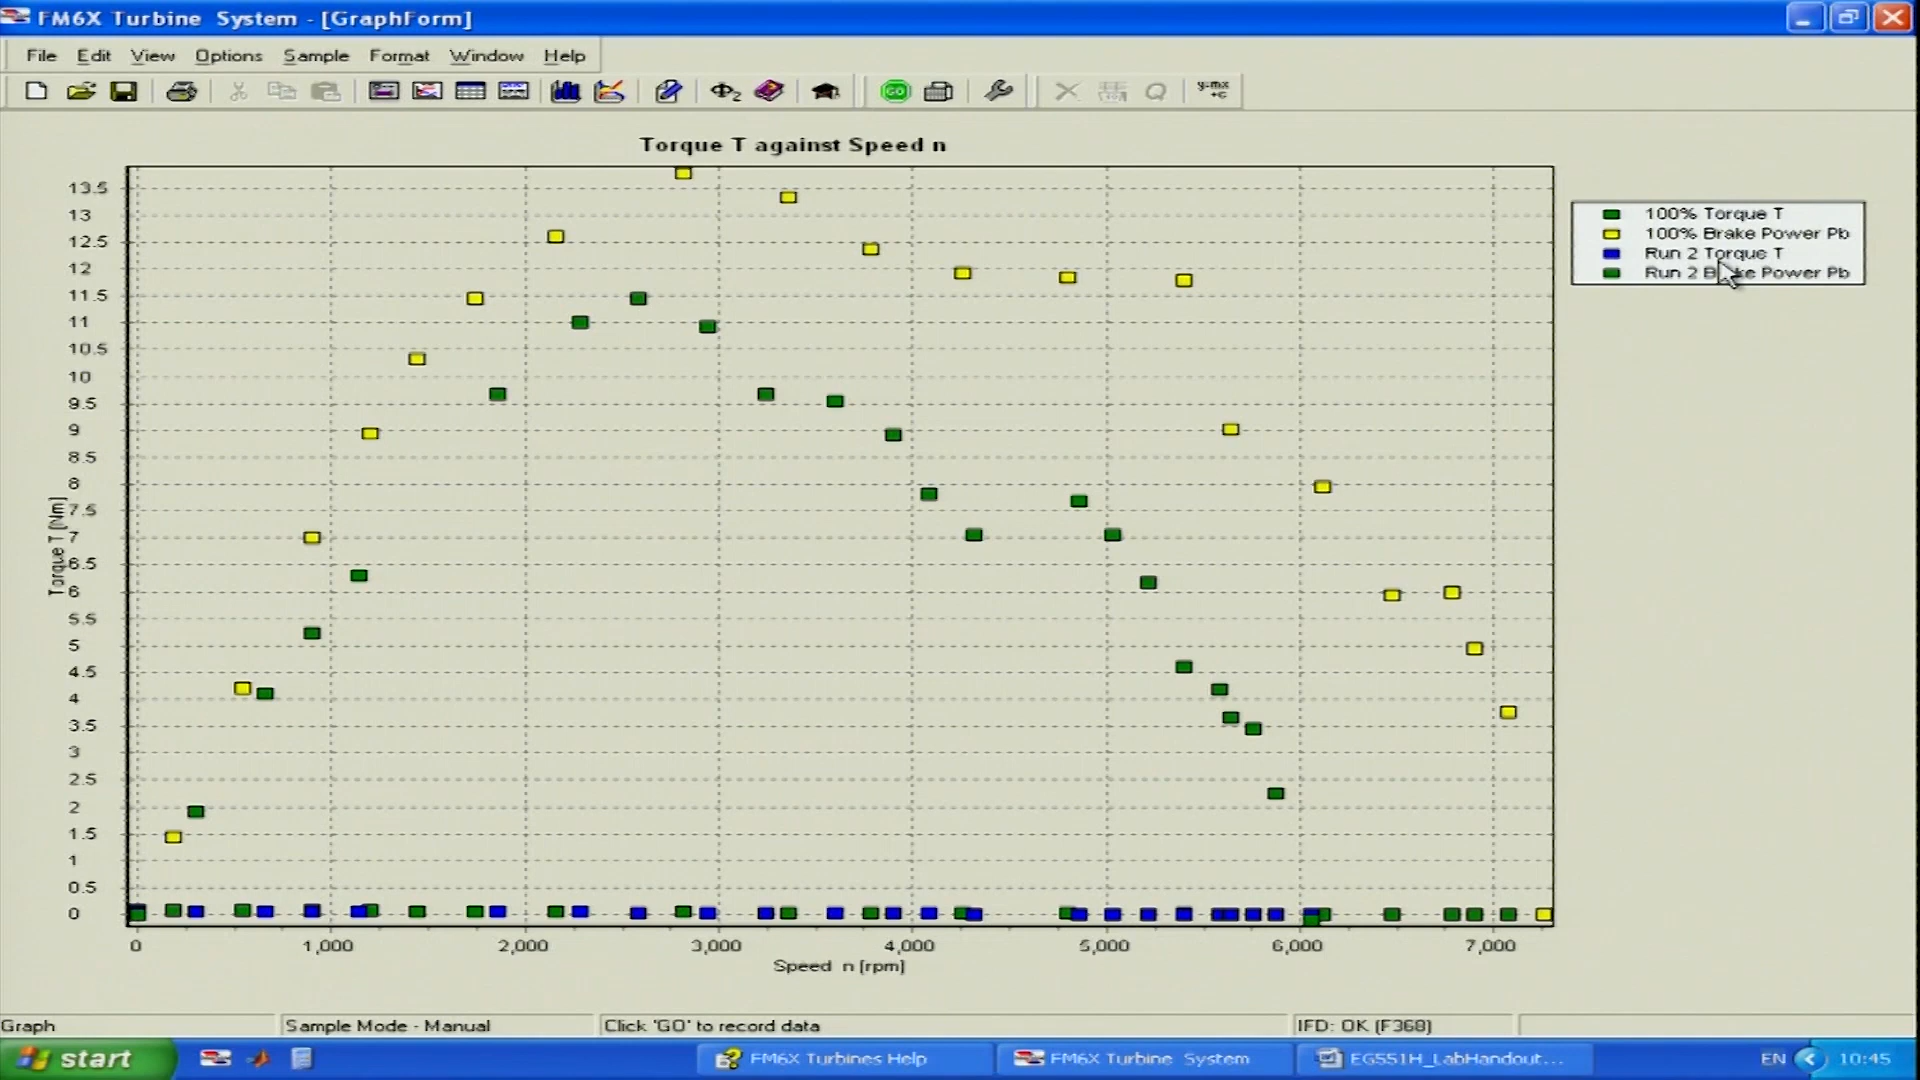 FM6X Turbine System - [GraphForm]
File Edit View Options Sample Format Window Help
GO Φ2 y=mx +c
Torque T against Speed n
13.5
13
12.5
12
11.5
11
10.5
10
9.5
9
8.5
8
7.5
7
6.5
6
5.5
5
4.5
4
3.5
3
2.5
2
1.5
1
0.5
0
Torque T [Nm]
100% Torque T
100% Brake Power Pb
Run 2 Torque T
Run 2 Brake Power Pb
0 1,000 2,000 3,000 4,000 5,000 6,000 7,000
Speed n [rpm]
Graph Sample Mode - Manual Click 'GO' to record data IFD: OK (F368)
start FM6X Turbines Help FM6X Turbine System EG551H_LabHandout... EN 10:45